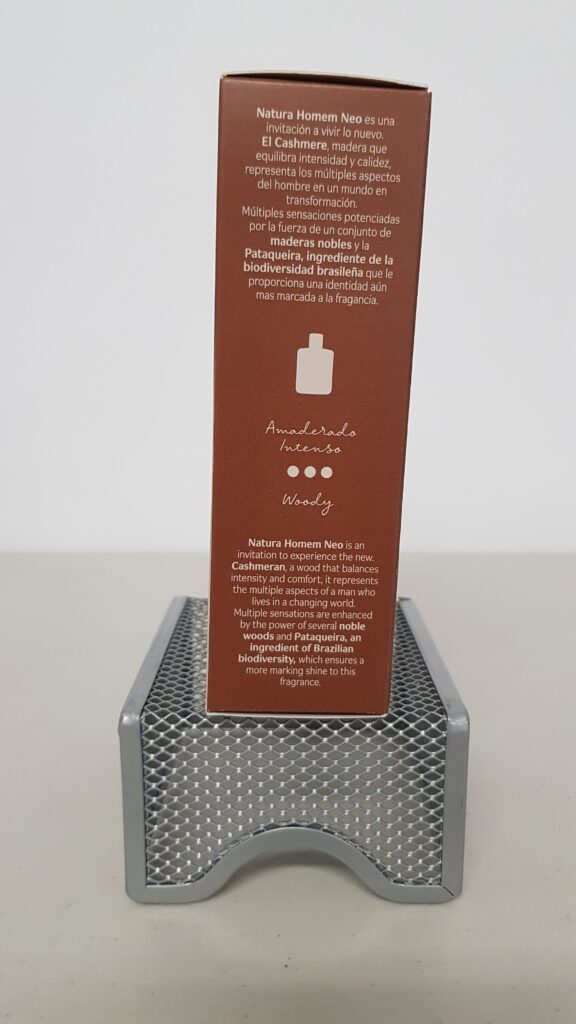 Natura Homem Neo es una
invitación a vivir lo nuevo.
El Cashmere, madera que
equilibra intensidad y calidez,
representa los múltiples aspectos
del hombre en un mundo en
transformación.
Múltiples sensaciones potenciadas
por la fuerza de un conjunto de
maderas nobles y la
Pataqueira, ingrediente de la
biodiversidad brasileña que le
proporciona una identidad aún
mas marcada a la fragancia.
Amaderado
Intenso
Woody
Natura Homem Neo is an
invitation to experience the new.
Cashmeran, a wood that balances
intensity and comfort, it represents
the multiple aspects of a man who
lives in a changing world.
Multiple sensations are enhanced
by the power of several noble
woods and Pataqueira, an
ingredient of Brazilian
biodiversity, which ensures a
more marking shine to this
fragrance.